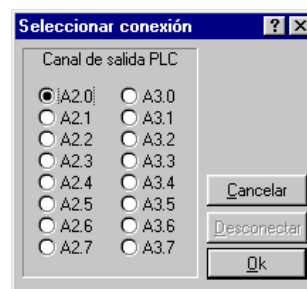 Seleccionar conexión
Canal de salida PLC
A2.0 A3.0
A2.1 A3.1
A2.2 A3.2
A2.3 A3.3
A2.4 A3.4
A2.5 A3.5
A2.6 A3.6
A2.7 A3.7
Cancelar
Desconectar
Ok